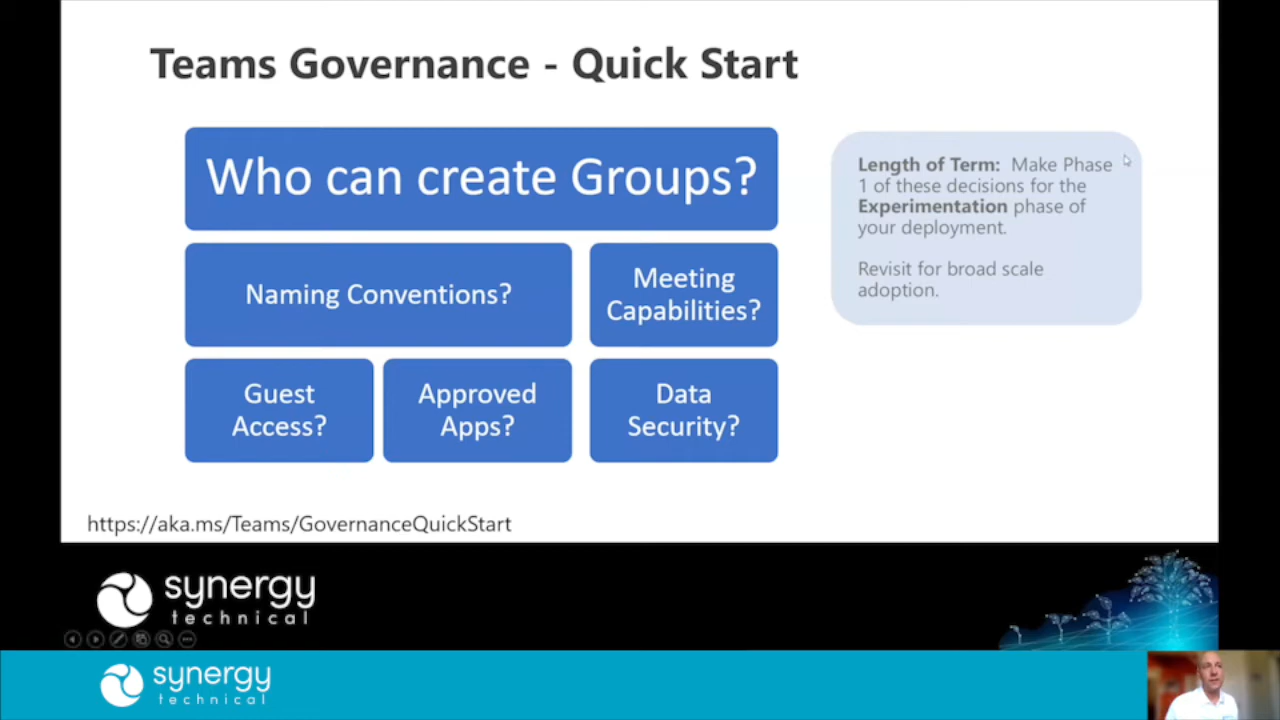 Teams Governance - Quick Start
Who can create Groups?
Naming Conventions?
Meeting
Capabilities?
Guest
Access?
Approved
Apps?
Data
Security?
Length of Term: Make Phase
1 of these decisions for the
Experimentation phase of
your deployment.
Revisit for broad scale
adoption.
https://aka.ms/Teams/GovernanceQuickStart
synergy
technical
synergy
technical